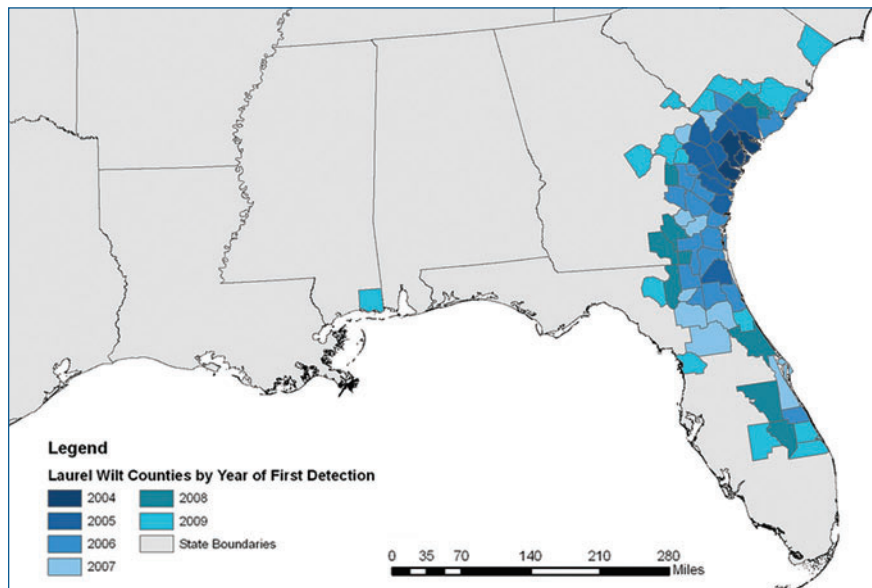 Legend
Laurel Wilt Counties by Year of First Detection
2004 2008
2005 2009
2006 State Boundaries
2007
0 35 70 140 210 280
Miles